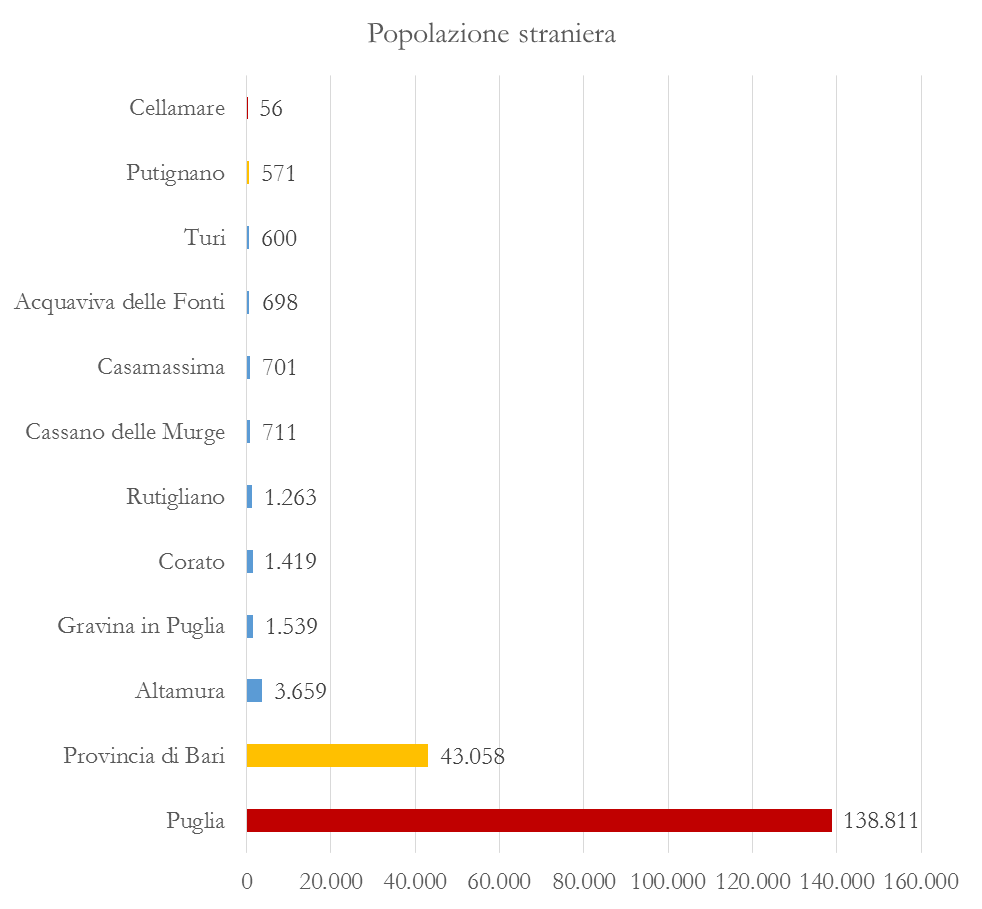 Popolazione straniera
Cellamare 56
Putignano 571
Turi 600
Acquaviva delle Fonti 698
Casamassima 701
Cassano delle Murge 711
Rutigliano 1.263
Corato 1.419
Gravina in Puglia 1.539
Altamura 3.659
Provincia di Bari 43.058
Puglia 138.811
0 20.000 40.000 60.000 80.000 100.000 120.000 140.000 160.000